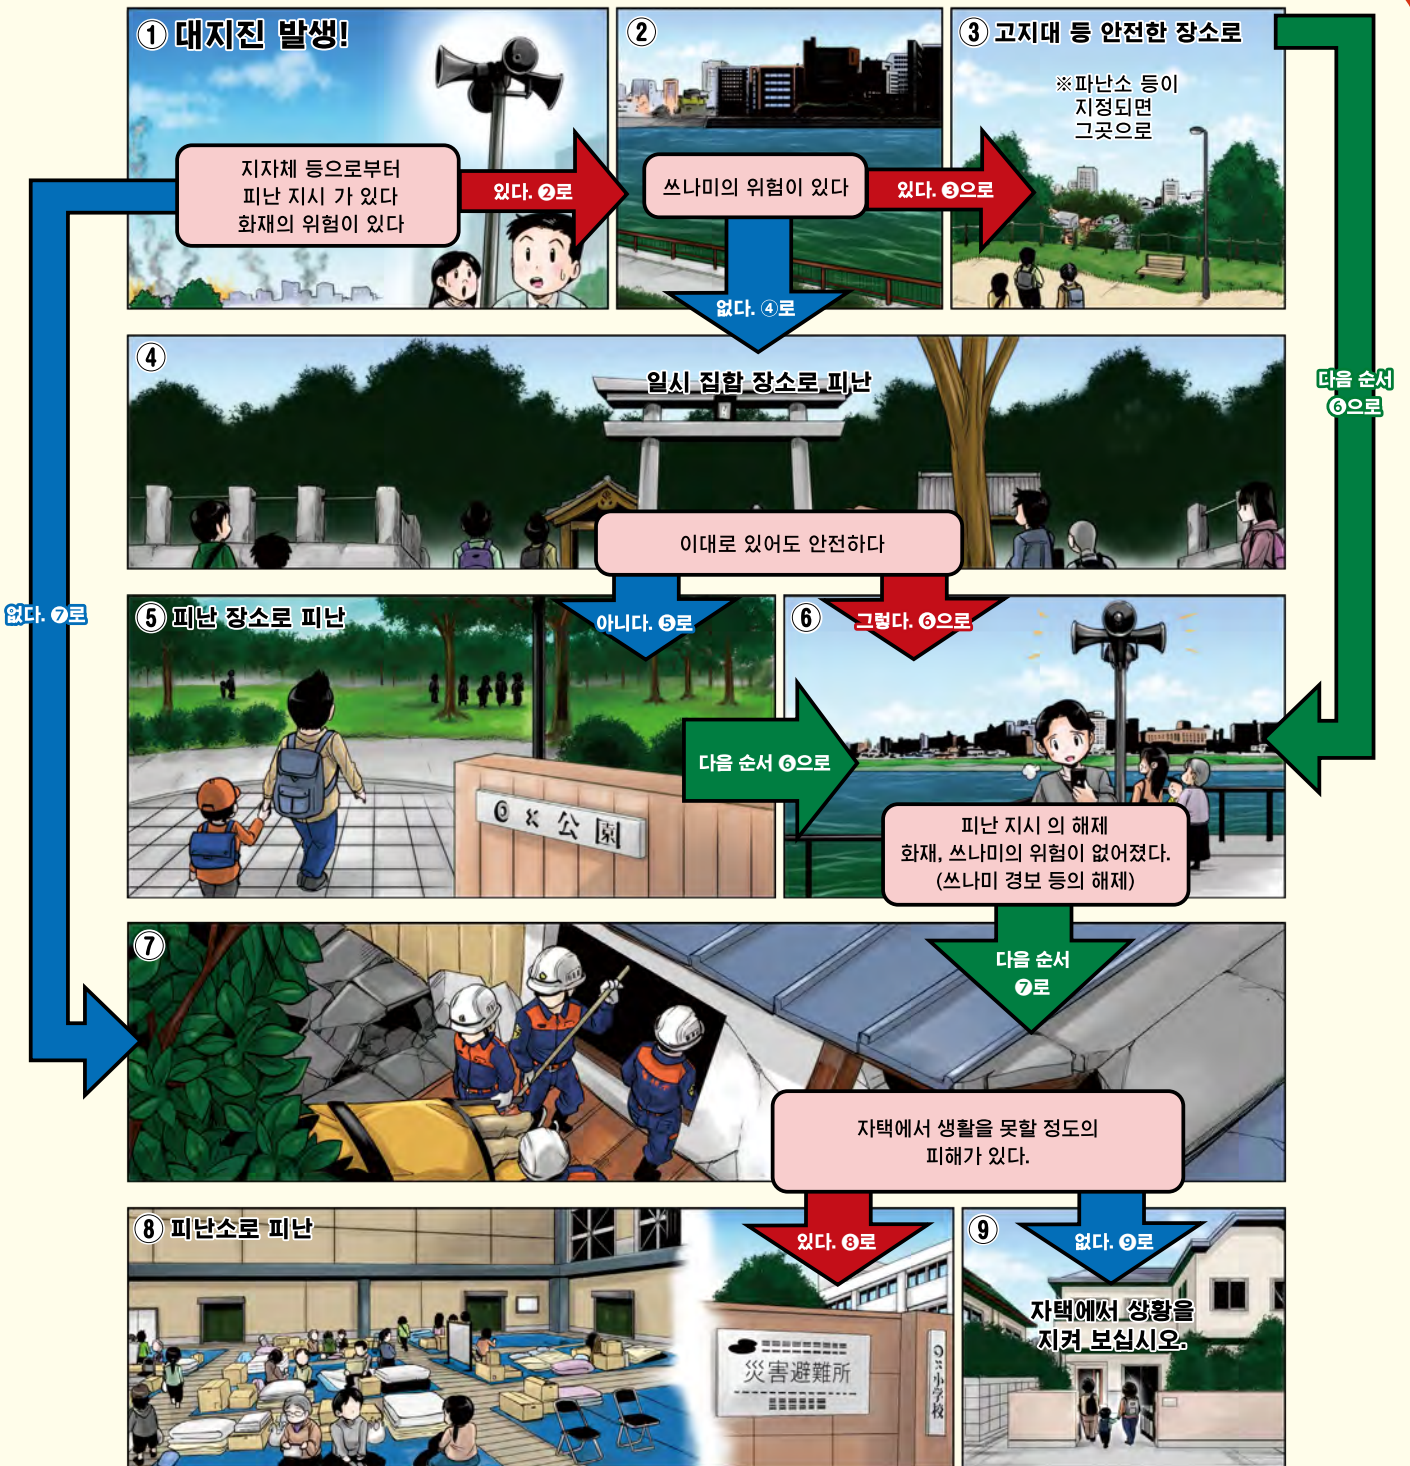 ① 대지진 발생!
지자체 등으로부터
피난 지시 가 있다
화재의 위험이 있다
있다. ❷로
②
쓰나미의 위험이 있다
있다. ❸으로
없다. ④로
③ 고지대 등 안전한 장소로
※파난소 등이
지정되면
그곳으로
다음 순서
❻으로
없다. ❼로
④
일시 집합 장소로 피난
이대로 있어도 안전하다
아니다. ❺로
그렇다. ❻으로
⑤ 피난 장소로 피난
公園
다음 순서 ❻으로
⑥
피난 지시 의 해제
화재, 쓰나미의 위험이 없어졌다.
(쓰나미 경보 등의 해제)
다음 순서
❼로
⑦
자택에서 생활을 못할 정도의
피해가 있다.
있다. ❽로
없다. ❾로
⑧ 피난소로 피난
災害避難所
小学校
⑨
자택에서 상황을
지켜 보십시오.